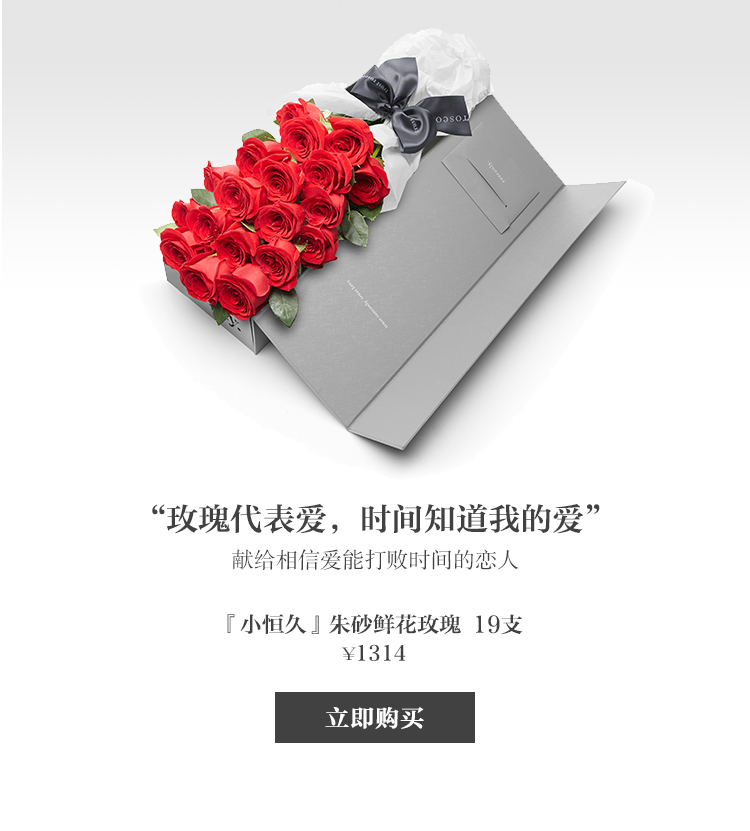 TOSCO
“玫瑰代表爱，时间知道我的爱”
献给相信爱能打败时间的恋人
『小恒久』朱砂鲜花玫瑰 19支
¥1314
立即购买